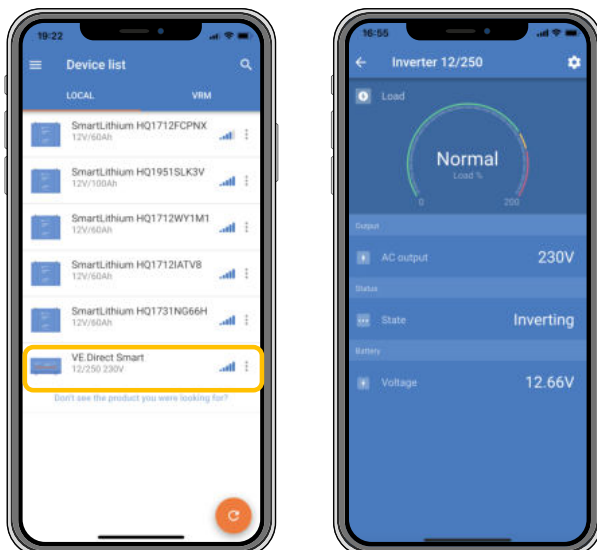 19:22
Device list
LOCAL VRM
SmartLithium HQ1712FCPNX
12V/60Ah
SmartLithium HQ1951SLK3V
12V/100Ah
SmartLithium HQ1712WY1M1
12V/60Ah
SmartLithium HQ1712IATV8
12V/60Ah
SmartLithium HQ1731NG66H
12V/60Ah
VE.Direct Smart
12/250 230V
Don't see the product you were looking for?
16:55
Inverter 12/250
Load
Normal
Load %
0 200
Output
AC output 230V
Status
State Inverting
Battery
Voltage 12.66V